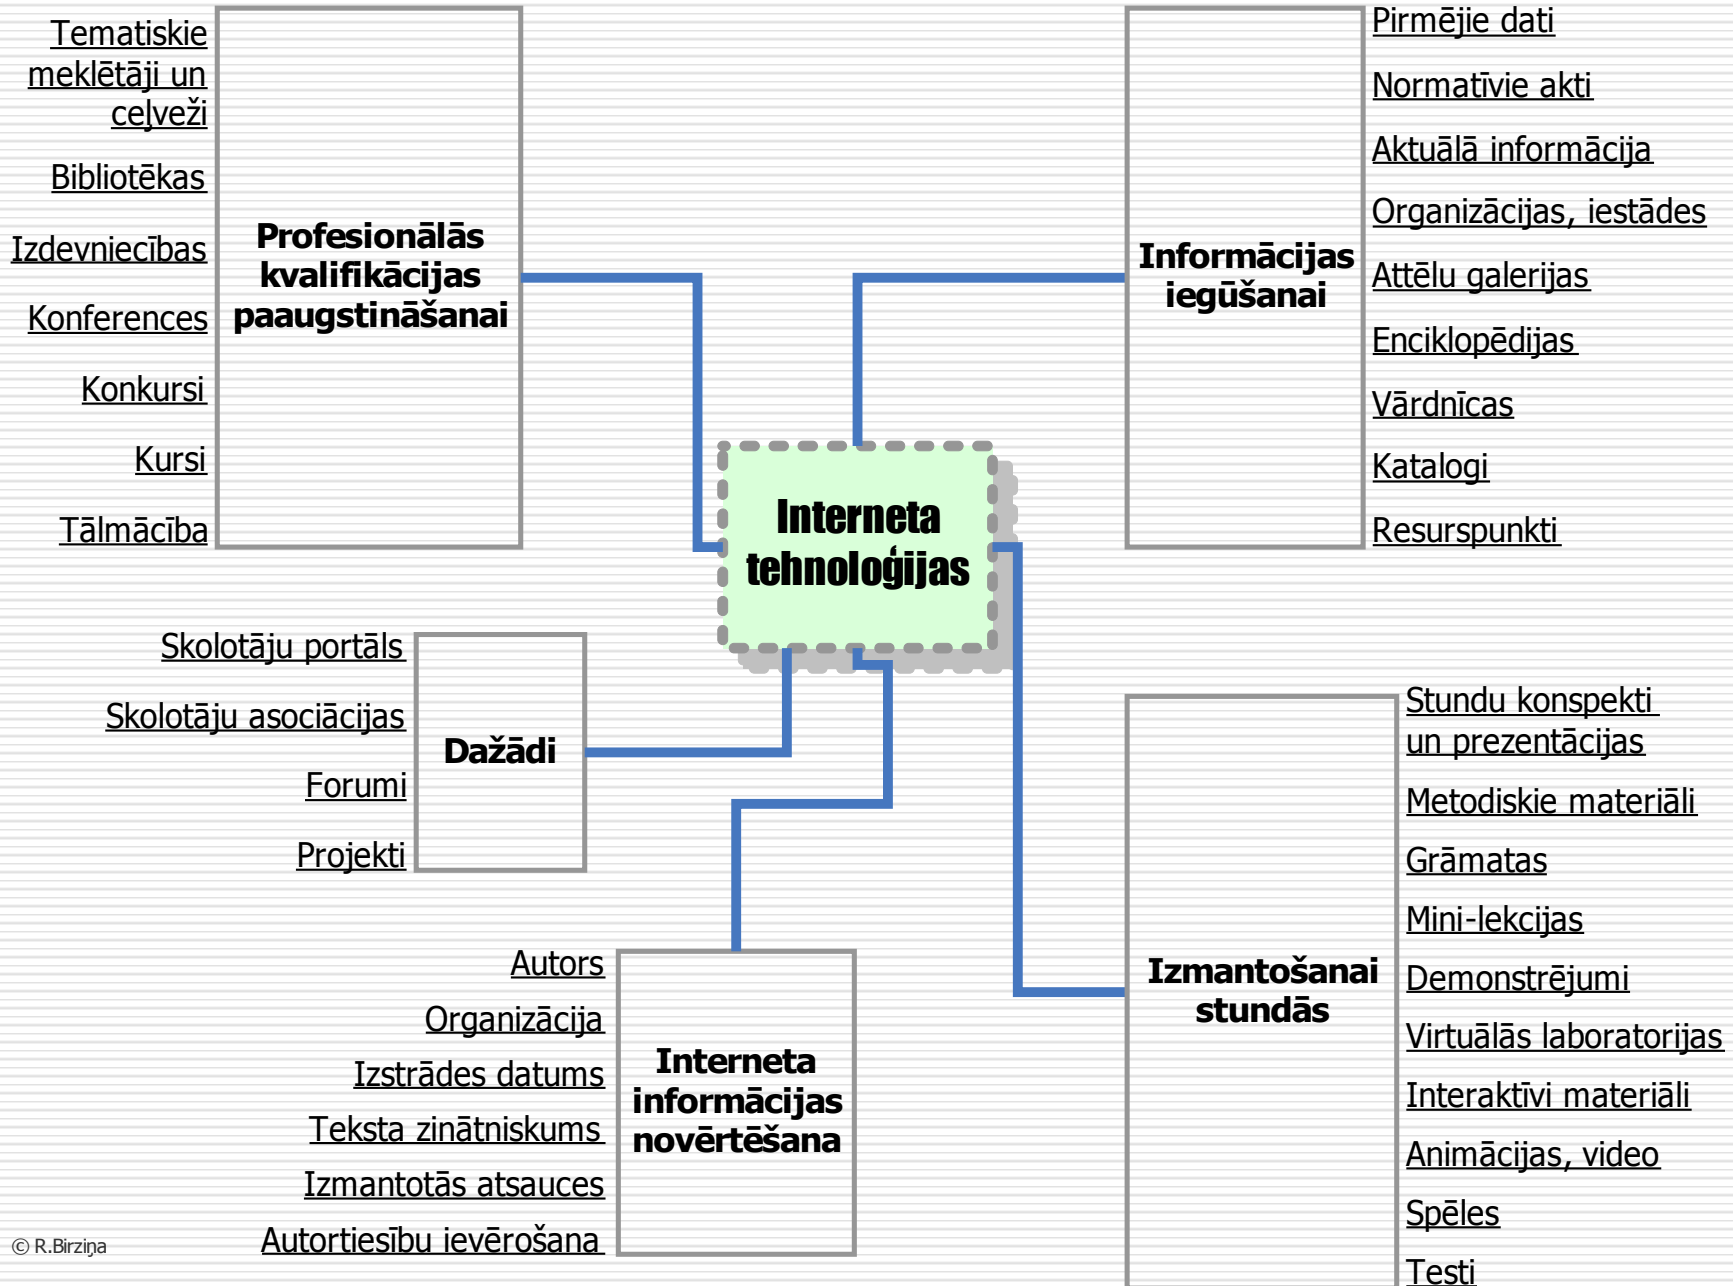 Tematiskie
meklētāji un
ceļveži
Bibliotēkas
Izdevniecības
Konferences
Konkursi
Kursi
Tālmācība
Profesionālās
kvalifikācijas
paaugstināšanai
Informācijas
iegūšanai
Pirmējie dati
Normatīvie akti
Aktuālā informācija
Organizācijas, iestādes
Attēlu galerijas
Enciklopēdijas
Vārdnīcas
Katalogi
Resurspunkti
Interneta
tehnoloģijas
Skolotāju portāls
Skolotāju asociācijas
Forumi
Projekti
Dažādi
Autors
Organizācija
Izstrādes datums
Teksta zinātniskums
Izmantotās atsauces
Autortiesību ievērošana
Interneta
informācijas
novērtēšana
Izmantošanai
stundās
Stundu konspekti
un prezentācijas
Metodiskie materiāli
Grāmatas
Mini-lekcijas
Demonstrējumi
Virtuālās laboratorijas
Interaktīvi materiāli
Animācijas, video
Spēles
Testi
© R.Birziņa